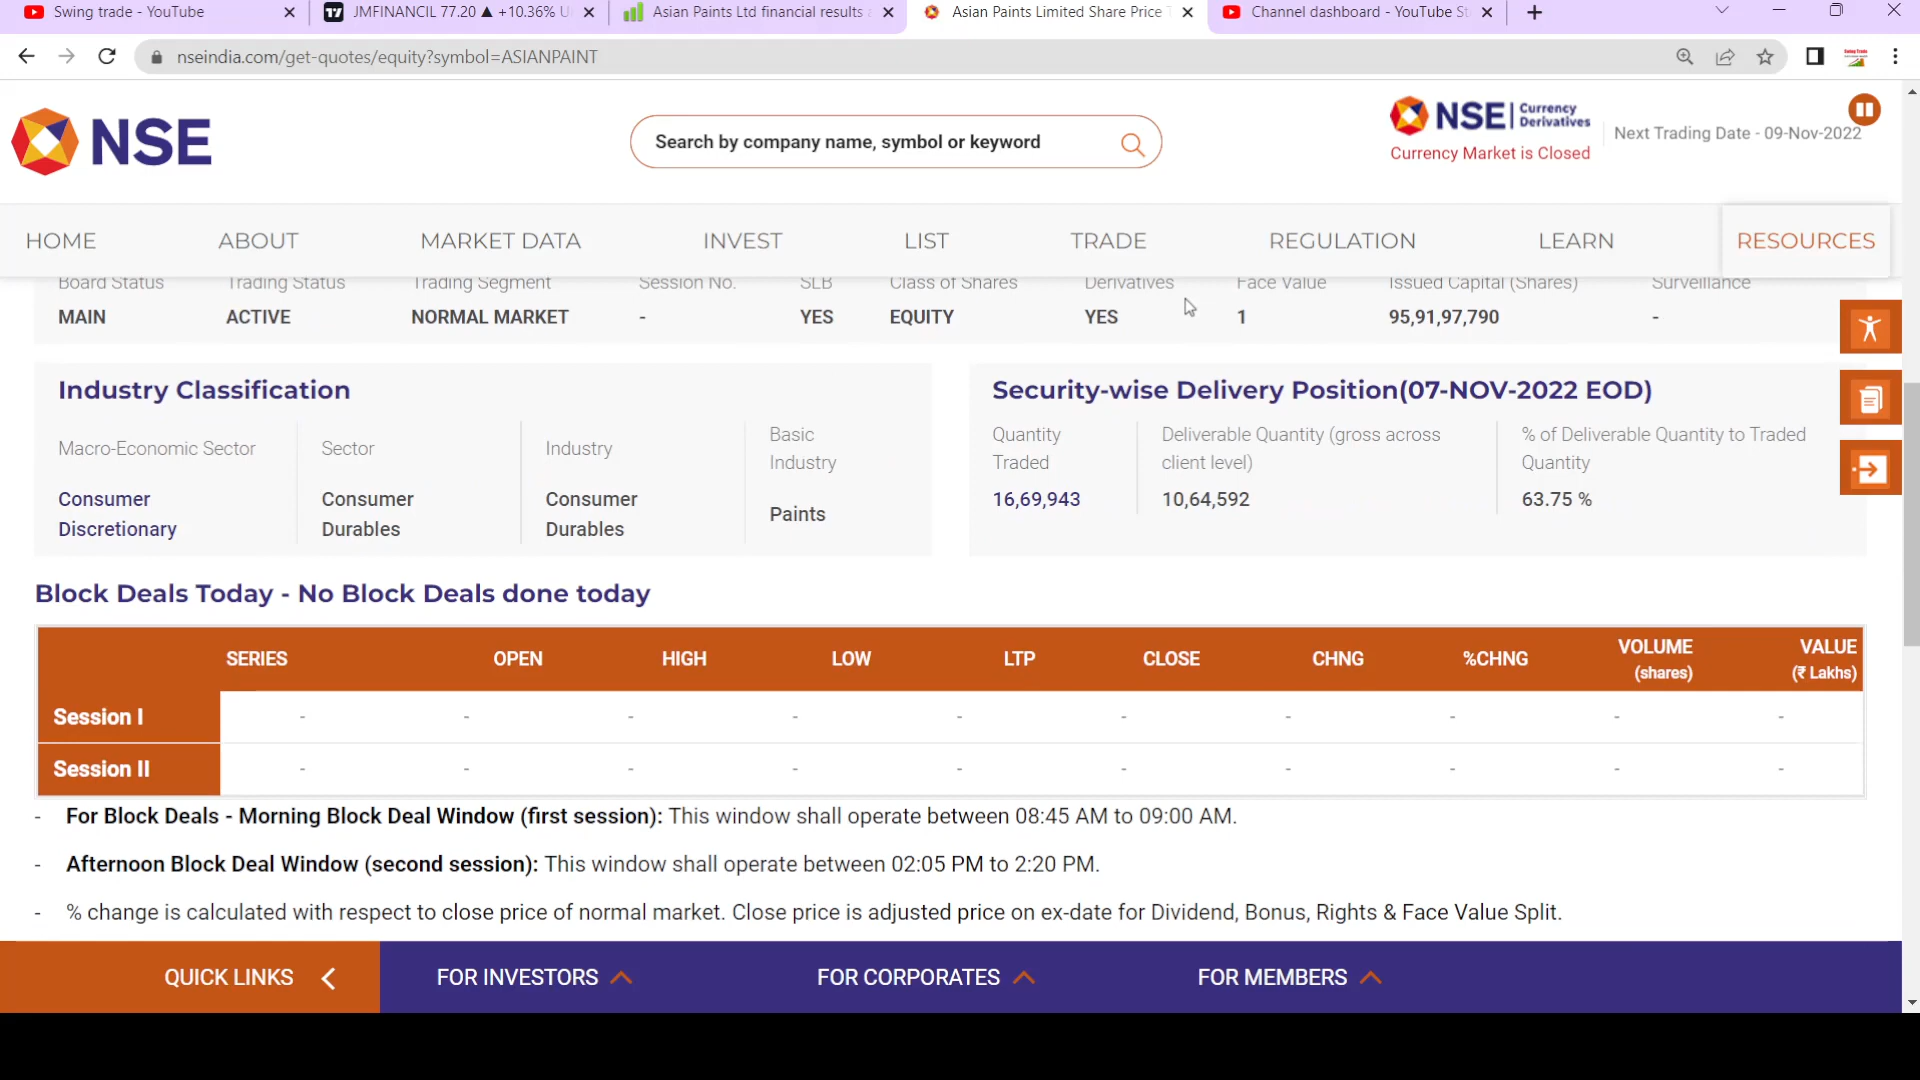 Swing trade - YouTube
JMFINANCIL 77.20 ▲ +10.36% U
Asian Paints Ltd financial results a
Asian Paints Limited Share Price T
Channel dashboard - YouTube St
nseindia.com/get-quotes/equity?symbol=ASIANPAINT
NSE
Search by company name, symbol or keyword
NSE | Currency Derivatives
Currency Market is Closed
Next Trading Date - 09-Nov-2022
HOME ABOUT MARKET DATA INVEST LIST TRADE REGULATION LEARN RESOURCES
Board Status Trading Status Trading Segment Session No. SLB Class of Shares Derivatives Face Value Issued Capital (Shares) Surveillance
MAIN ACTIVE NORMAL MARKET - YES EQUITY YES 1 95,91,97,790 -
Industry Classification
Macro-Economic Sector Sector Industry Basic Industry
Consumer Discretionary Consumer Durables Consumer Durables Paints
Security-wise Delivery Position(07-NOV-2022 EOD)
Quantity Traded Deliverable Quantity (gross across client level) % of Deliverable Quantity to Traded Quantity
16,69,943 10,64,592 63.75 %
Block Deals Today - No Block Deals done today
SERIES OPEN HIGH LOW LTP CLOSE CHNG %CHNG VOLUME (shares) VALUE (₹ Lakhs)
Session I - - - - - - - - - -
Session II - - - - - - - - - -
- For Block Deals - Morning Block Deal Window (first session): This window shall operate between 08:45 AM to 09:00 AM.
- Afternoon Block Deal Window (second session): This window shall operate between 02:05 PM to 2:20 PM.
- % change is calculated with respect to close price of normal market. Close price is adjusted price on ex-date for Dividend, Bonus, Rights & Face Value Split.
QUICK LINKS FOR INVESTORS FOR CORPORATES FOR MEMBERS